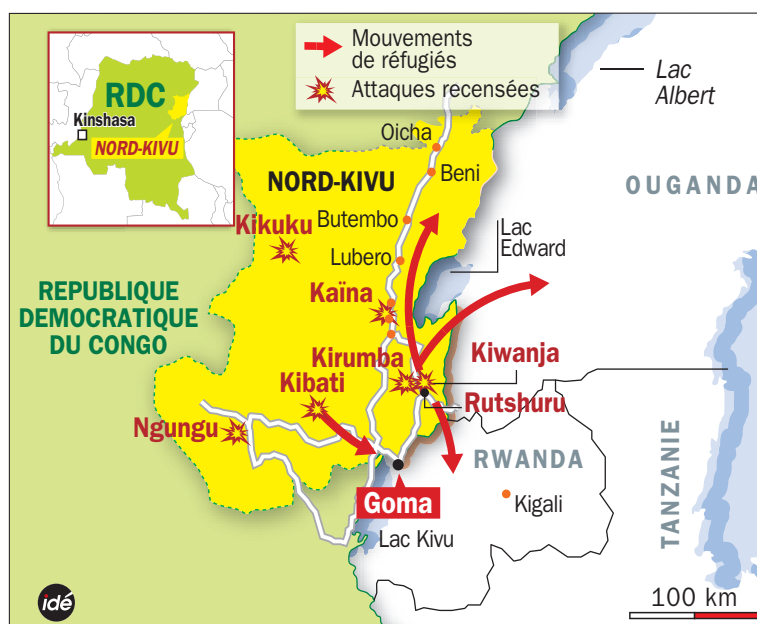 Mouvements
de réfugiés
Attaques recensées
RDC
Kinshasa
NORD-KIVU
Lac
Albert
Oicha
NORD-KIVU
Beni
OUGANDA
Butembo
Kikuku
Lac
Edward
Lubero
REPUBLIQUE
DEMOCRATIQUE
DU CONGO
Kaïna
Kirumba
Kiwanja
Kibati
Rutshuru
Ngungu
RWANDA
TANZANIE
Goma
Kigali
Lac Kivu
idé
100 km